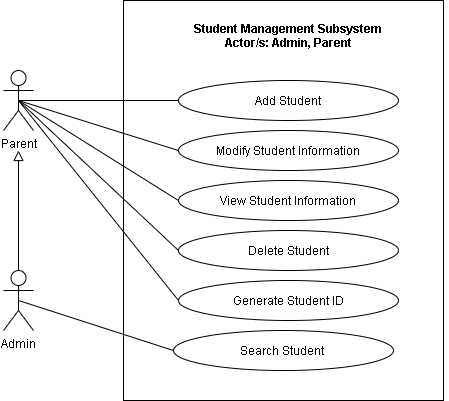 Student Management Subsystem
Actor/s: Admin, Parent
Add Student
Parent
Modify Student Information
View Student Information
Delete Student
Generate Student ID
Admin
Search Student